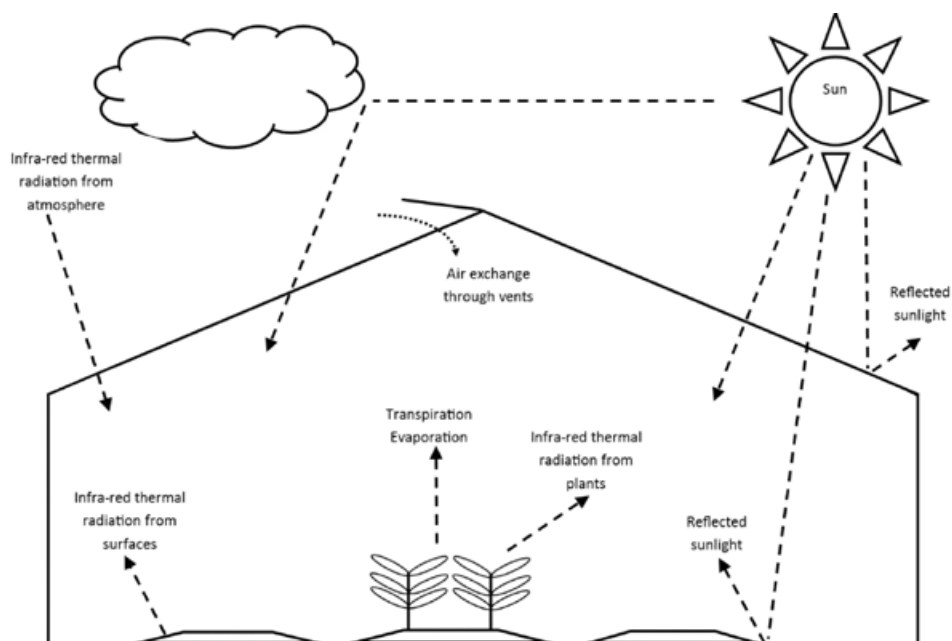 Sun
Infra-red thermal
radiation from
atmosphere
Air exchange
through vents
Reflected
sunlight
Transpiration
Evaporation
Infra-red thermal
radiation from
plants
Infra-red thermal
radiation from
surfaces
Reflected
sunlight